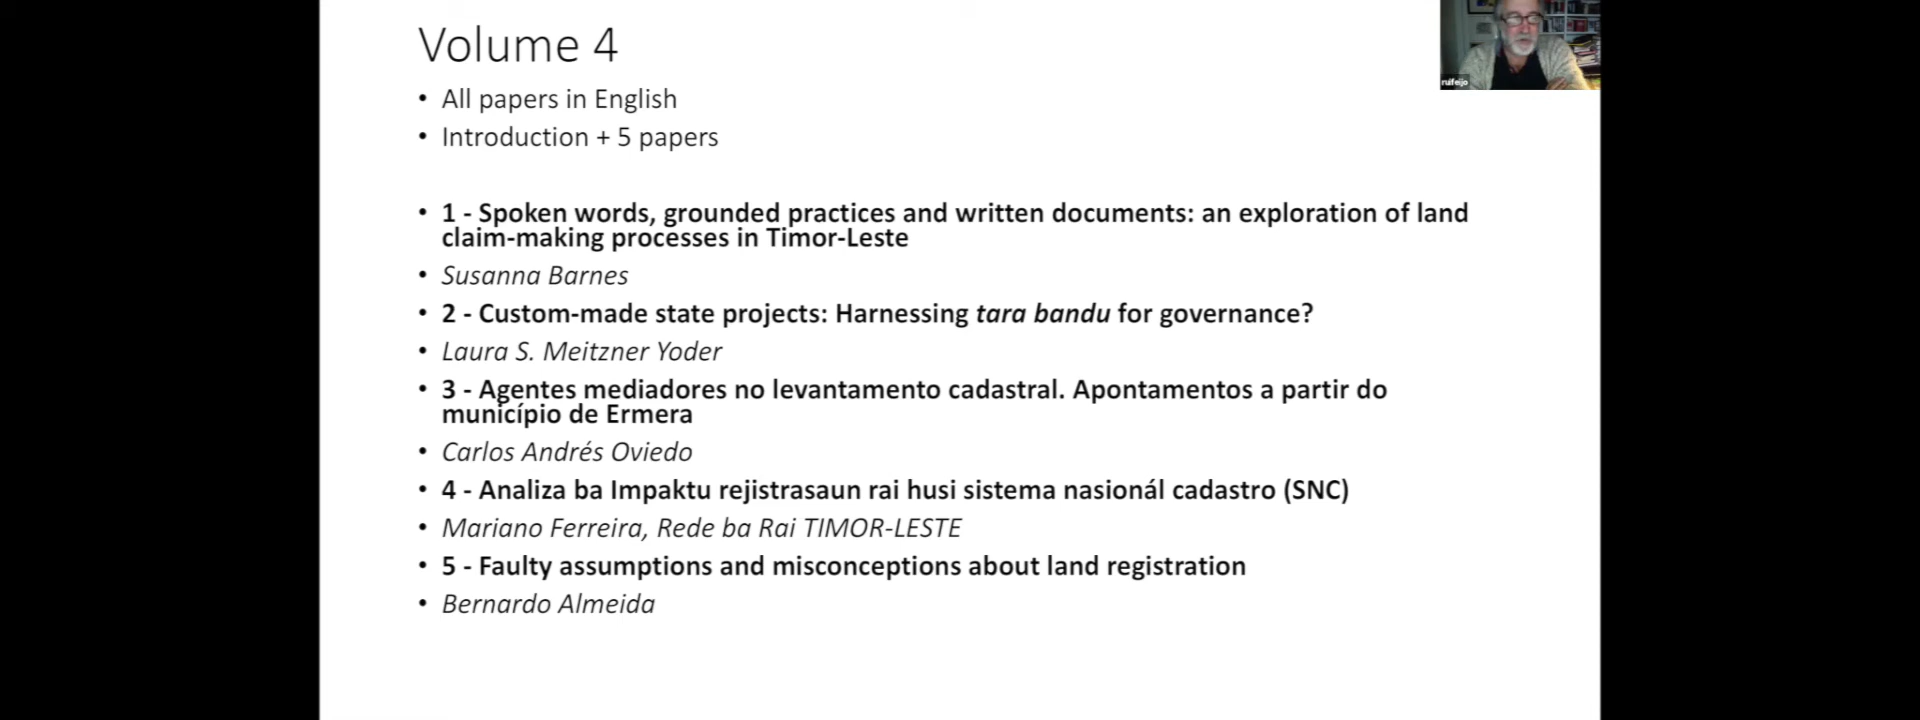 Volume 4
• All papers in English
• Introduction + 5 papers
• 1 - Spoken words, grounded practices and written documents: an exploration of land
claim-making processes in Timor-Leste
• Susanna Barnes
• 2 - Custom-made state projects: Harnessing tara bandu for governance?
• Laura S. Meitzner Yoder
• 3 - Agentes mediadores no levantamento cadastral. Apontamentos a partir do
município de Ermera
• Carlos Andrés Oviedo
• 4 - Analiza ba Impaktu rejistrasaun rai husi sistema nasionál cadastro (SNC)
• Mariano Ferreira, Rede ba Rai TIMOR-LESTE
• 5 - Faulty assumptions and misconceptions about land registration
• Bernardo Almeida
ruifeijo